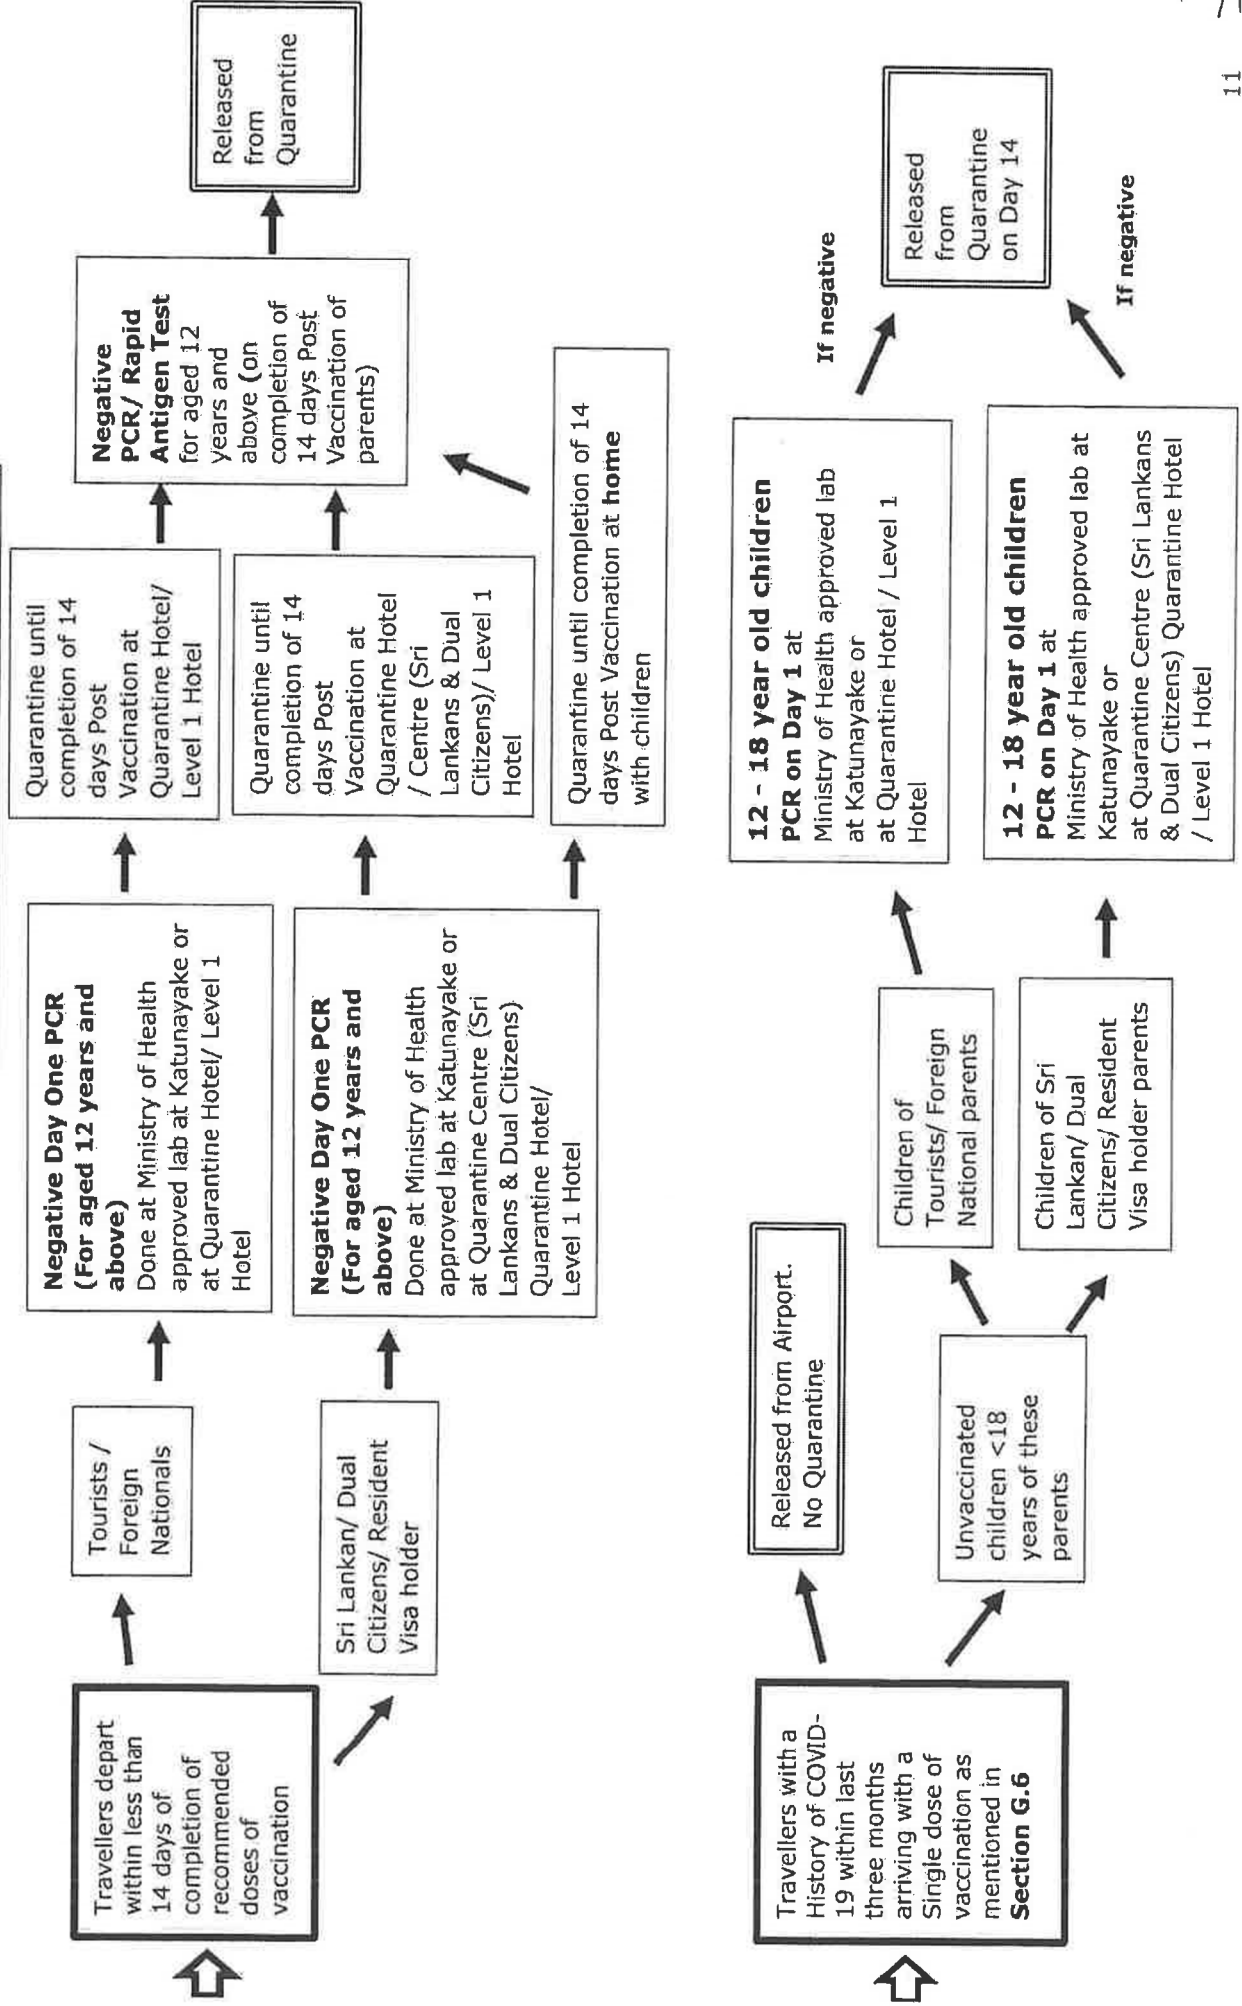 Travellers depart
within less than
14 days of
completion of
recommended
doses of
vaccination
Tourists /
Foreign
Nationals
Sri Lankan/ Dual
Citizens/ Resident
Visa holder
Negative Day One PCR
(For aged 12 years and
above)
Done at Ministry of Health
approved lab at Katunayake or
at Quarantine Hotel/ Level 1
Hotel
Negative Day One PCR
(For aged 12 years and
above)
Done at Ministry of Health
approved lab at Katunayake or
at Quarantine Centre (Sri
Lankans & Dual Citizens)
Quarantine Hotel/
Level 1 Hotel
Quarantine until
completion of 14
days Post
Vaccination at
Quarantine Hotel/
Level 1 Hotel
Quarantine until
completion of 14
days Post
Vaccination at
Quarantine Hotel
/ Centre (Sri
Lankans & Dual
Citizens)/ Level 1
Hotel
Quarantine until completion of 14
days Post Vaccination at home
with children
Negative
PCR/ Rapid
Antigen Test
for aged 12
years and
above (on
completion of
14 days Post
Vaccination of
parents)
Released
from
Quarantine
Travellers with a
History of COVID-
19 within last
three months
arriving with a
Single dose of
vaccination as
mentioned in
Section G.6
Released from Airport.
No Quarantine
Unvaccinated
children <18
years of these
parents
Children of
Tourists/ Foreign
National parents
Children of Sri
Lankan/ Dual
Citizens/ Resident
Visa holder parents
12 - 18 year old children
PCR on Day 1 at
Ministry of Health approved lab
at Katunayake or
at Quarantine Hotel / Level 1
Hotel
12 - 18 year old children
PCR on Day 1 at
Ministry of Health approved lab at
Katunayake or
at Quarantine Centre (Sri Lankans
& Dual Citizens) Quarantine Hotel
/ Level 1 Hotel
If negative
If negative
Released
from
Quarantine
on Day 14
11